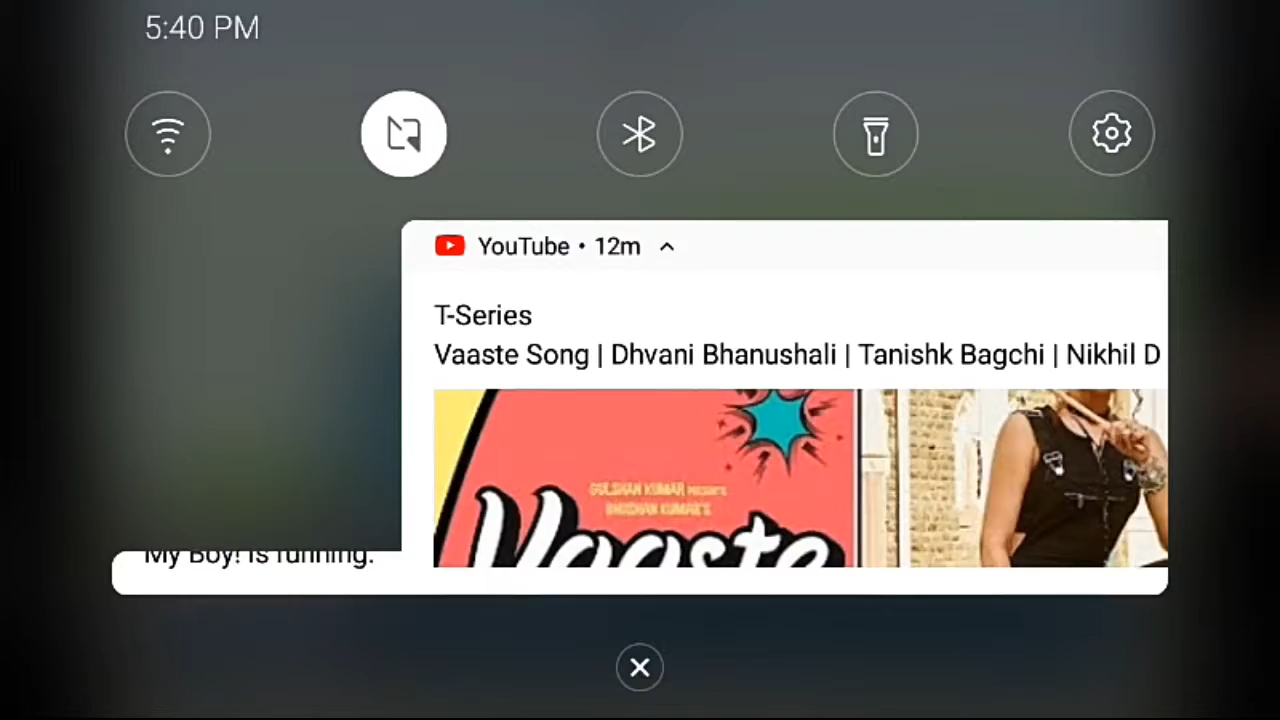 5:40 PM
YouTube • 12m
T-Series
Vaaste Song | Dhvani Bhanushali | Tanishk Bagchi | Nikhil D
GULSHAN KUMAR PRESENTS
BHUSHAN KUMAR'S
Vaaste
My Boy! is running.